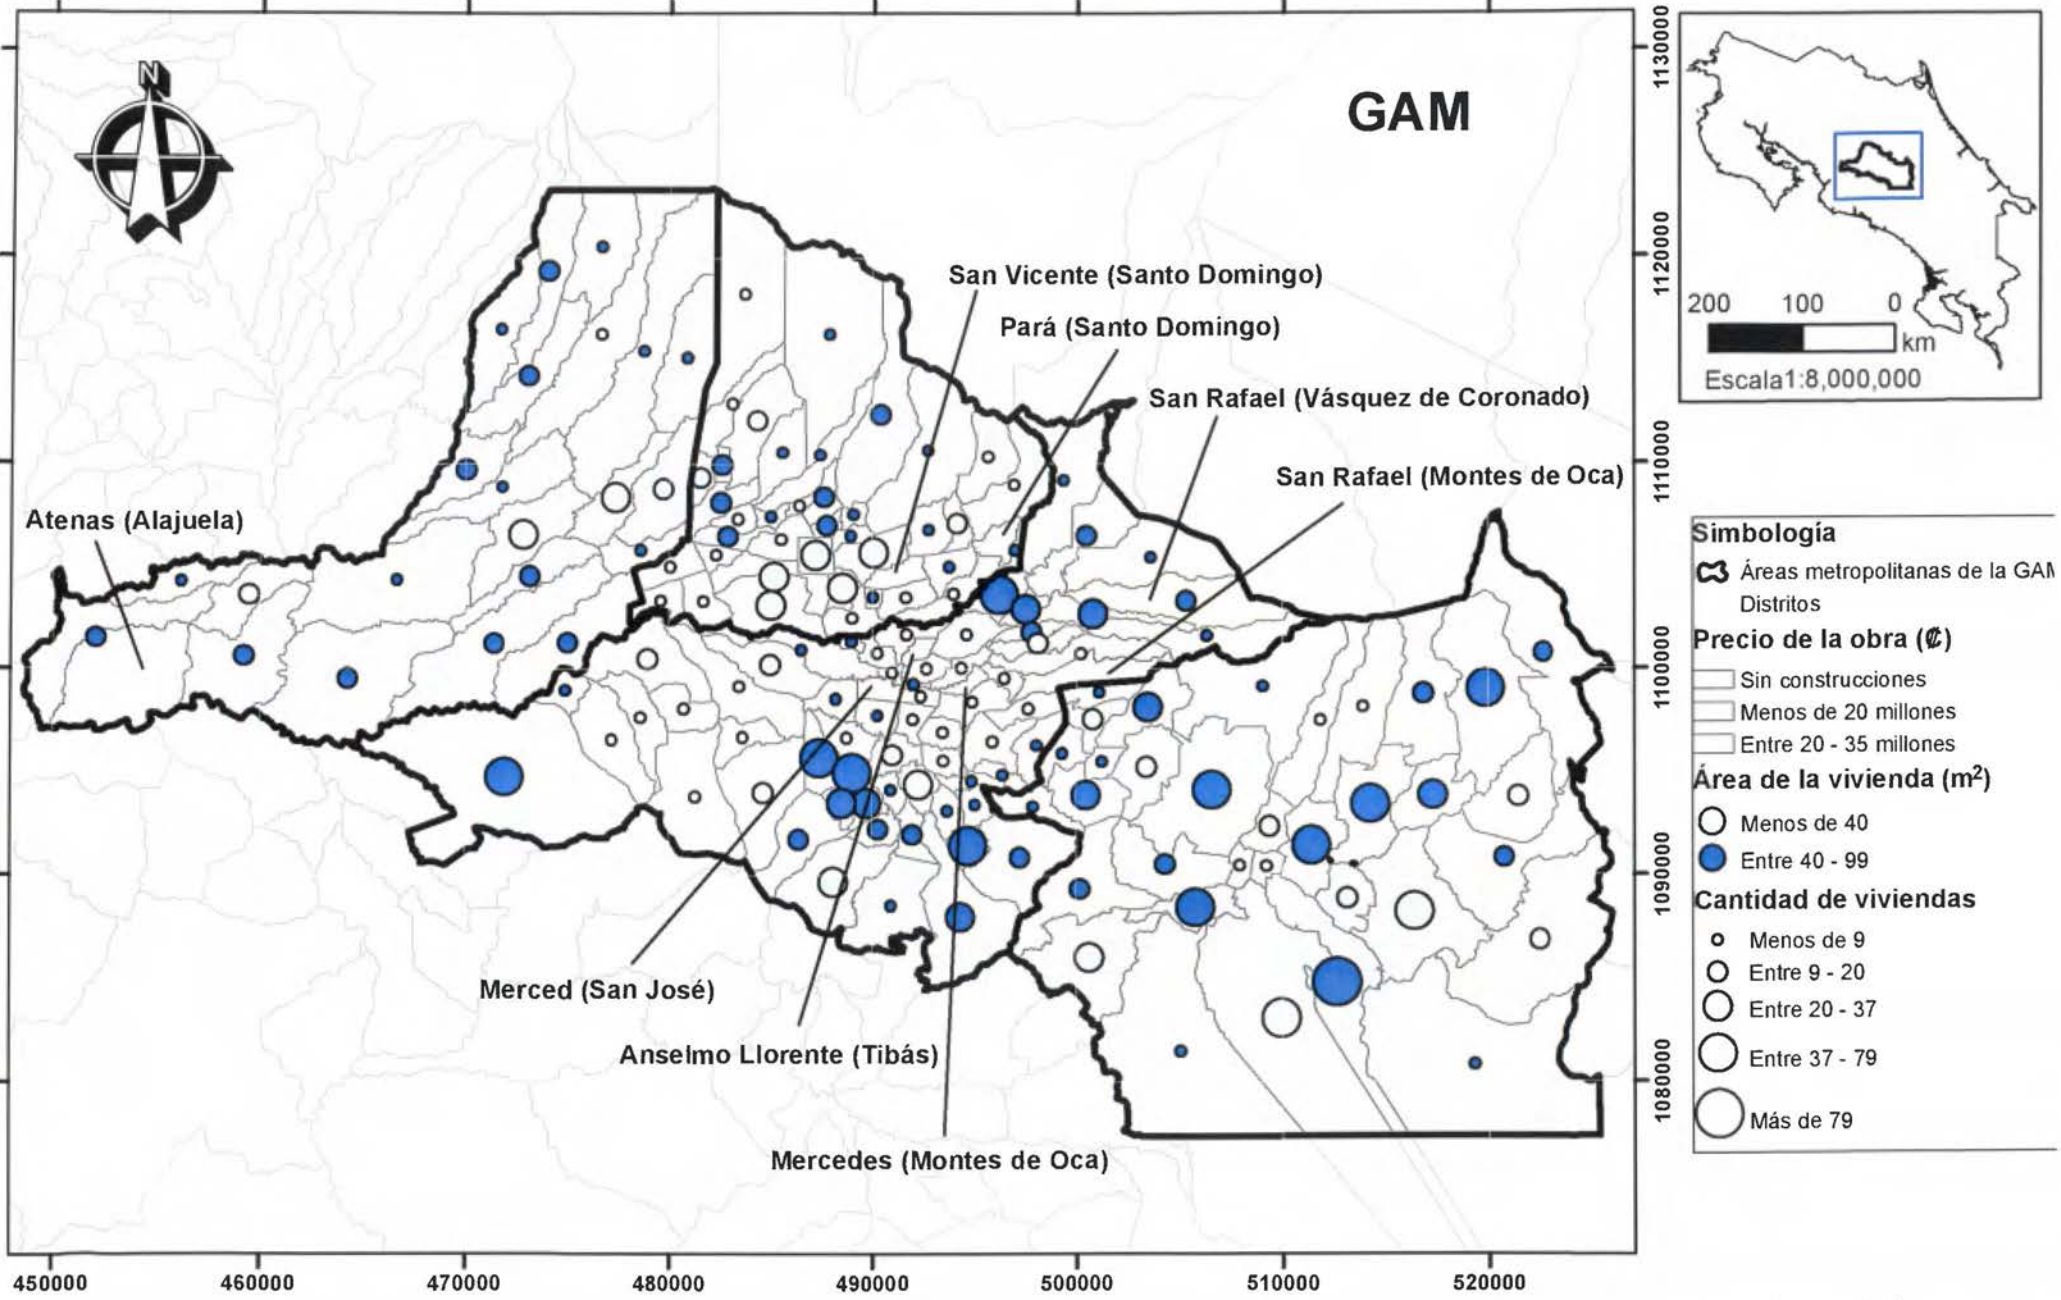 N
GAM
1130000
1120000
1110000
1100000
1090000
1080000
San Vicente (Santo Domingo)
Pará (Santo Domingo)
San Rafael (Vásquez de Coronado)
San Rafael (Montes de Oca)
Atenas (Alajuela)
Merced (San José)
Anselmo Llorente (Tibás)
Mercedes (Montes de Oca)
450000 460000 470000 480000 490000 500000 510000 520000
200 100 0
km
Escala1:8,000,000
Simbología
Áreas metropolitanas de la GAM
Distritos
Precio de la obra (₡)
Sin construcciones
Menos de 20 millones
Entre 20 - 35 millones
Área de la vivienda (m²)
Menos de 40
Entre 40 - 99
Cantidad de viviendas
Menos de 9
Entre 9 - 20
Entre 20 - 37
Entre 37 - 79
Más de 79